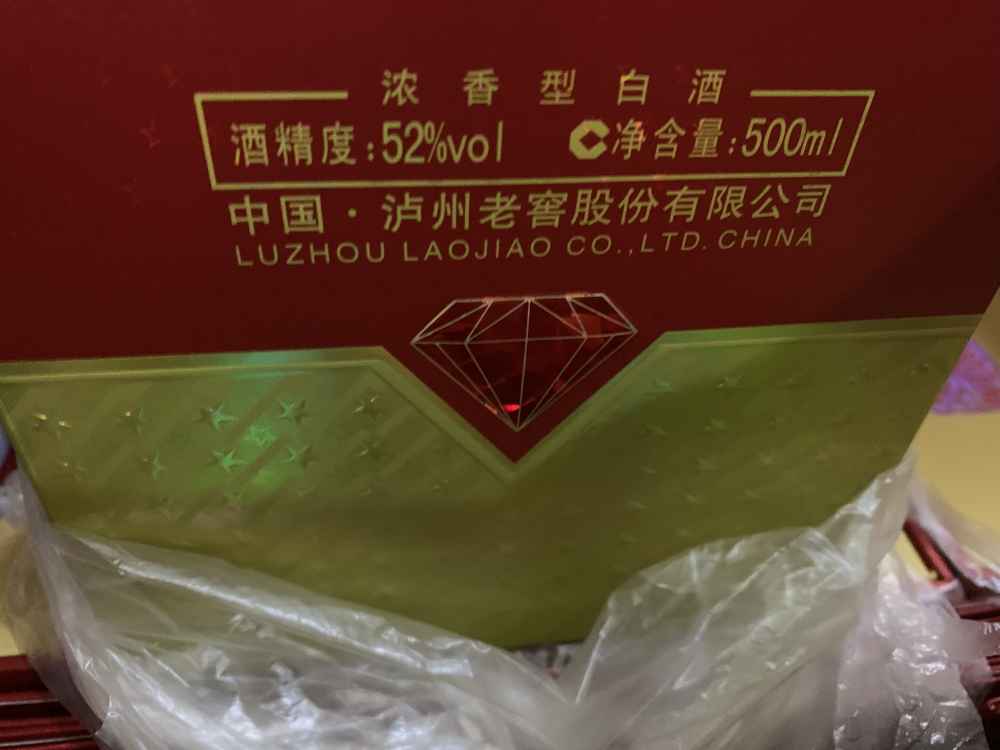 浓香型白酒
酒精度:52%vol 净含量:500ml
中国·泸州老窖股份有限公司
LUZHOU LAOJIAO CO.,LTD.CHINA